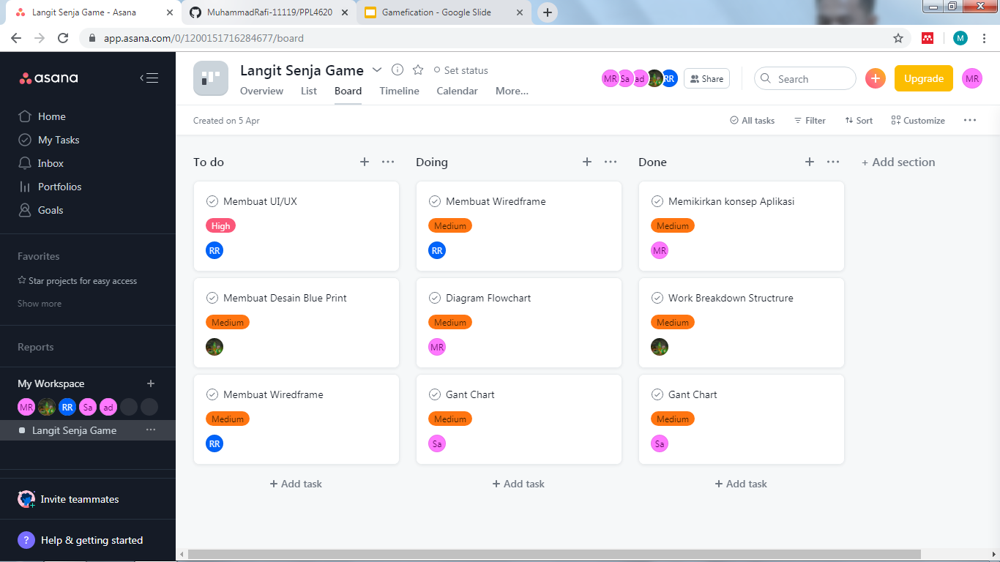 Langit Senja Game - Asana
MuhammadRafi-11119/PPL4620
Gamefication - Google Slide
app.asana.com/0/1200151716284677/board
M
asana
Home
My Tasks
Inbox
Portfolios
Goals
Favorites
Star projects for easy access
Show more
Reports
My Workspace
MR RR Sa ad
Langit Senja Game
Invite teammates
? Help & getting started
Langit Senja Game
Set status
Overview List Board Timeline Calendar More...
MR Sa ad RR Share
Search
Upgrade
MR
Created on 5 Apr
All tasks Filter Sort Customize
To do
Membuat UI/UX
High
RR
Membuat Desain Blue Print
Medium
Membuat Wiredframe
Medium
RR
+ Add task
Doing
Membuat Wiredframe
Medium
RR
Diagram Flowchart
Medium
MR
Gant Chart
Medium
Sa
+ Add task
Done
Memikirkan konsep Aplikasi
Medium
MR
Work Breakdown Structrure
Medium
Gant Chart
Medium
Sa
+ Add task
+ Add section